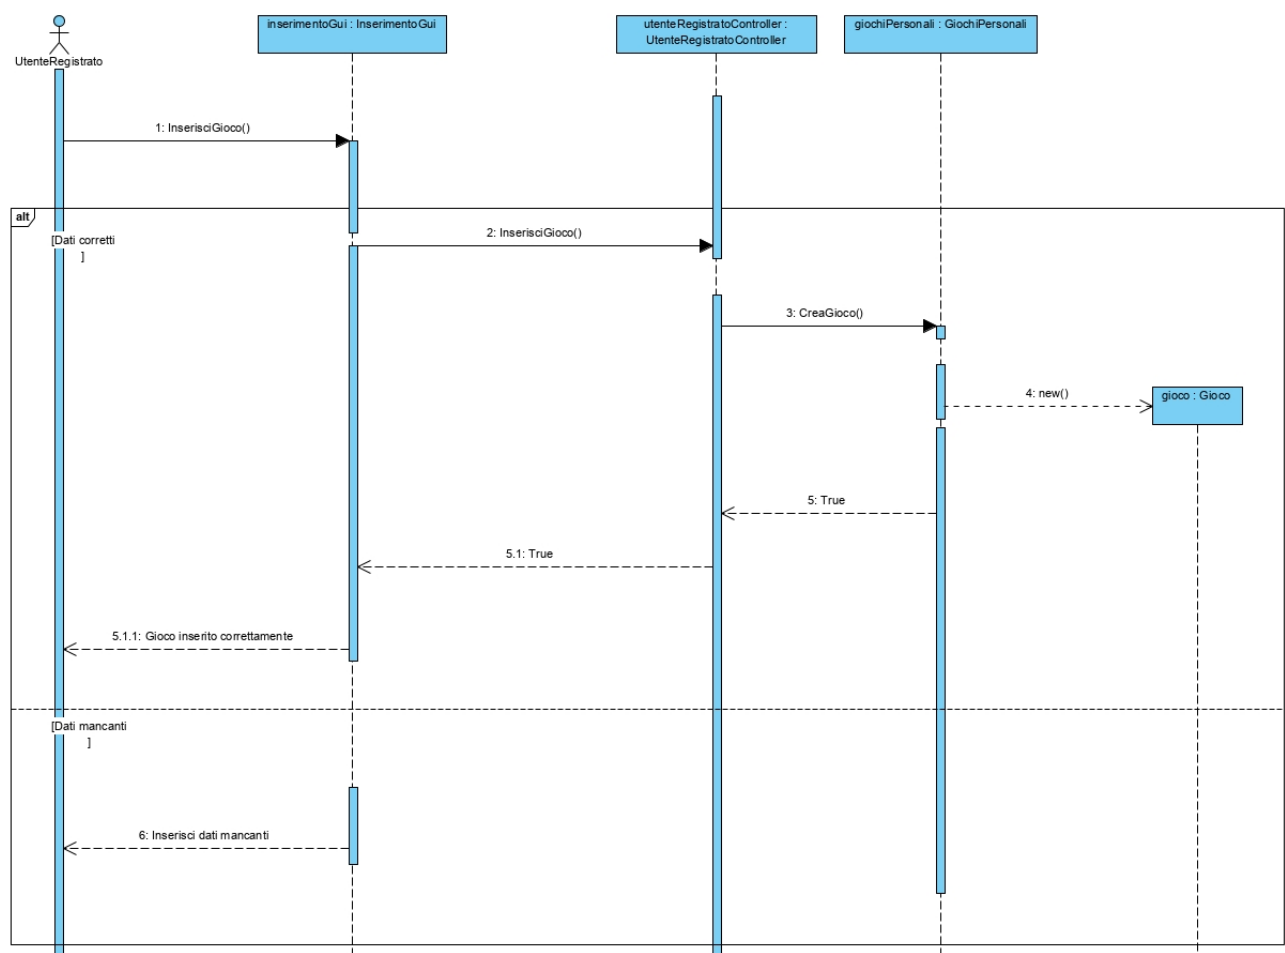 inserimentoGui : InserimentoGui
utenteRegistratoController :
UtenteRegistratoController
giochiPersonali : GiochiPersonali
UtenteRegistrato
1: InserisciGioco()
alt
[Dati corretti
]
2: InserisciGioco()
3: CreaGioco()
4: new()
gioco : Gioco
5: True
5.1: True
5.1.1: Gioco inserito correttamente
[Dati mancanti
]
6: Inserisci dati mancanti